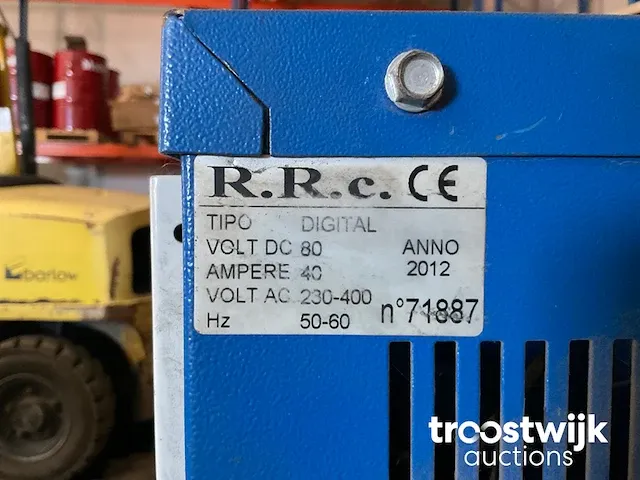 R.R.c. CE
TIPO DIGITAL
VOLT DC 80 ANNO
AMPERE 40 2012
VOLT AC 230-400
Hz 50-60 n°71887
barlow
troostwijk
auctions